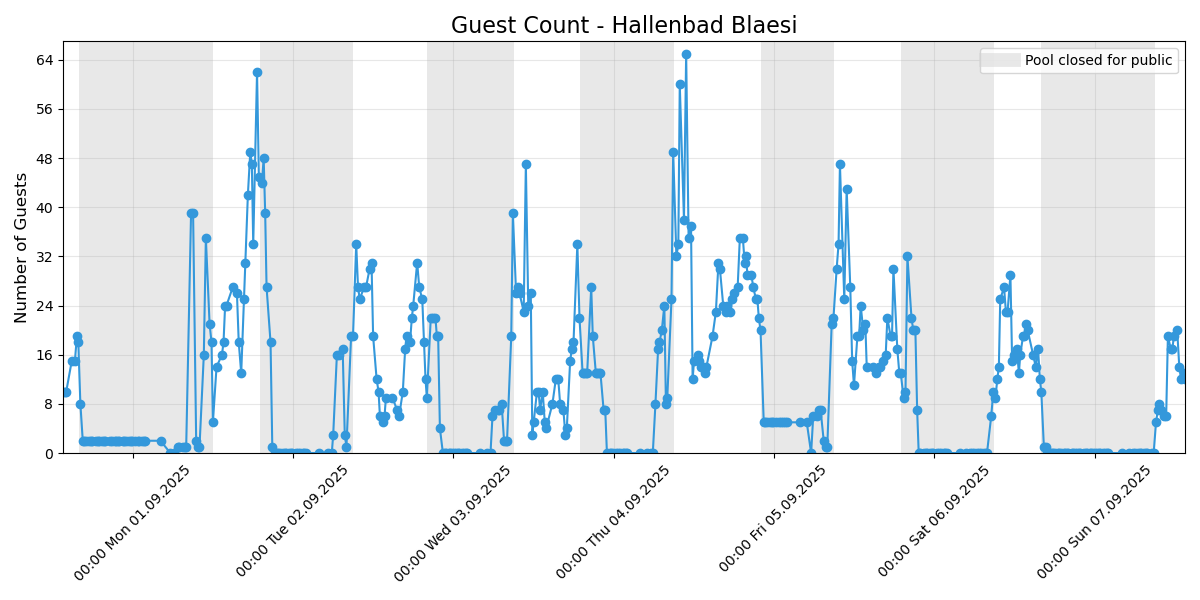 Guest Count - Hallenbad Blaesi
Pool closed for public
Number of Guests
64
56
48
40
32
24
16
8
0
00:00 Mon 01.09.2025
00:00 Tue 02.09.2025
00:00 Wed 03.09.2025
00:00 Thu 04.09.2025
00:00 Fri 05.09.2025
00:00 Sat 06.09.2025
00:00 Sun 07.09.2025